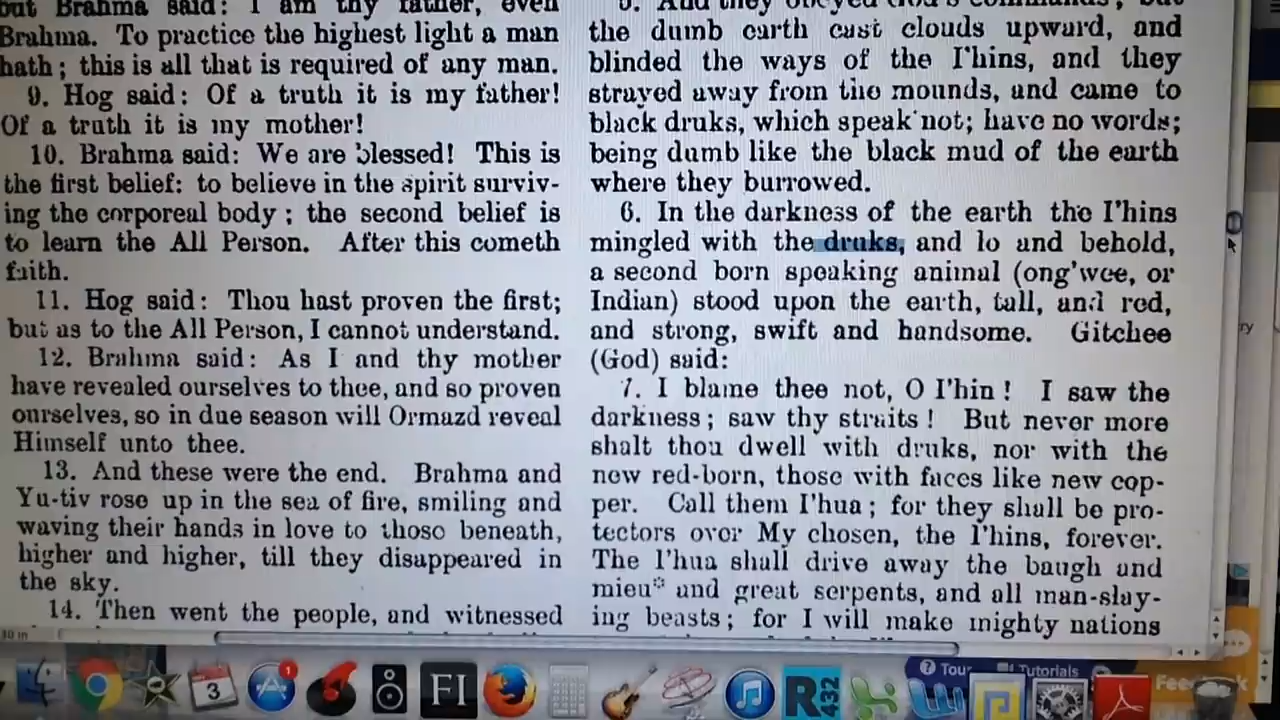 but Brahma said: I am thy father, even
Brahma. To practice the highest light a man
hath; this is all that is required of any man.
9. Hog said: Of a truth it is my father!
Of a truth it is my mother!
10. Brahma said: We are blessed! This is
the first belief: to believe in the spirit surviv-
ing the corporeal body; the second belief is
to learn the All Person. After this cometh
faith.
11. Hog said: Thou hast proven the first;
but as to the All Person, I cannot understand.
12. Brahma said: As I and thy mother
have revealed ourselves to thee, and so proven
ourselves, so in due season will Ormazd reveal
Himself unto thee.
13. And these were the end. Brahma and
Yu-tiv rose up in the sea of fire, smiling and
waving their hands in love to those beneath,
higher and higher, till they disappeared in
the sky.
14. Then went the people, and witnessed
5. And they obeyed God's commands; but
the dumb earth cast clouds upward, and
blinded the ways of the I'hins, and they
strayed away from the mounds, and came to
black druks, which speak not; have no words;
being dumb like the black mud of the earth
where they burrowed.
6. In the darkness of the earth the I'hins
mingled with the druks, and lo and behold,
a second born speaking animal (ong'wee, or
Indian) stood upon the earth, tall, and red,
and strong, swift and handsome. Gitchee
(God) said:
7. I blame thee not, O I'hin! I saw the
darkness; saw thy straits! But never more
shalt thou dwell with druks, nor with the
new red-born, those with faces like new cop-
per. Call them I'hua; for they shall be pro-
tectors over My chosen, the I'hins, forever.
The I'hua shall drive away the baugh and
mieu* and great serpents, and all man-slay-
ing beasts; for I will make mighty nations
ry
30 in
? Tour
Tutorials
3
1
FI
R
432
W